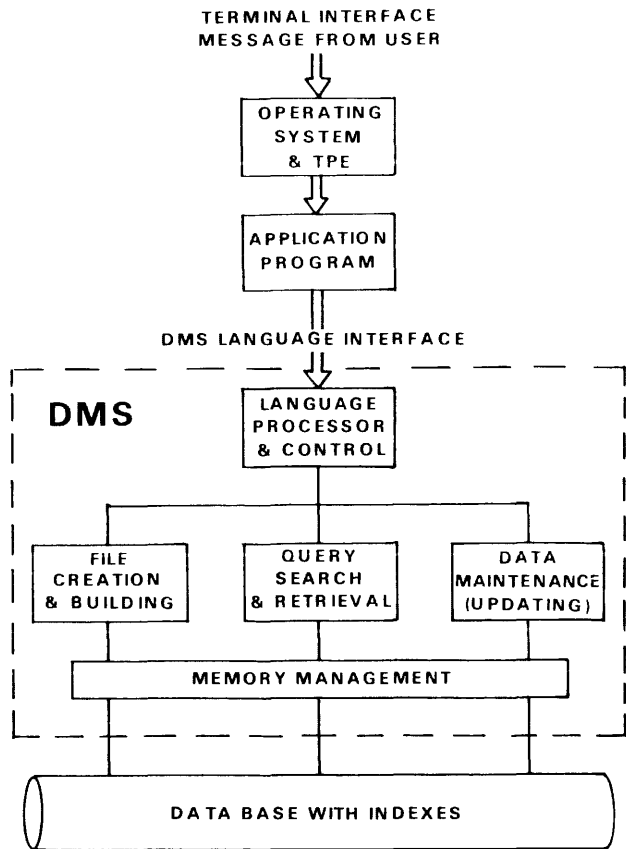 TERMINAL INTERFACE
MESSAGE FROM USER
OPERATING
SYSTEM
& TPE
APPLICATION
PROGRAM
DMS LANGUAGE INTERFACE
DMS
LANGUAGE
PROCESSOR
& CONTROL
FILE
CREATION
& BUILDING
QUERY
SEARCH
& RETRIEVAL
DATA
MAINTENANCE
(UPDATING)
MEMORY MANAGEMENT
DATA BASE WITH INDEXES